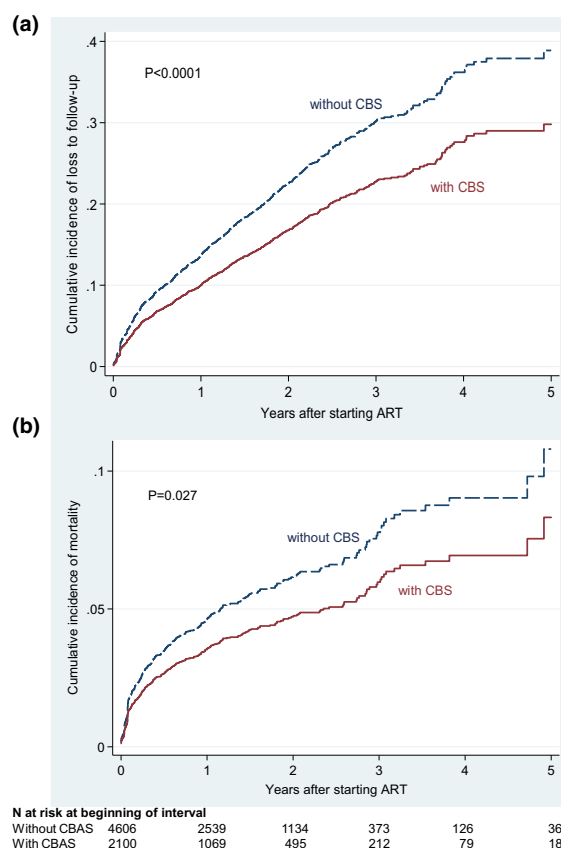 (a)
.4
P<0.0001
without CBS
.3
with CBS
.2
.1
0
Cumulative incidence of loss to follow-up
0 1 2 3 4 5
Years after starting ART
(b)
.1
P=0.027
without CBS
with CBS
.05
0
Cumulative incidence of mortality
0 1 2 3 4 5
Years after starting ART
N at risk at beginning of interval
Without CBAS 4606 2539 1134 373 126 36
With CBAS 2100 1069 495 212 79 18